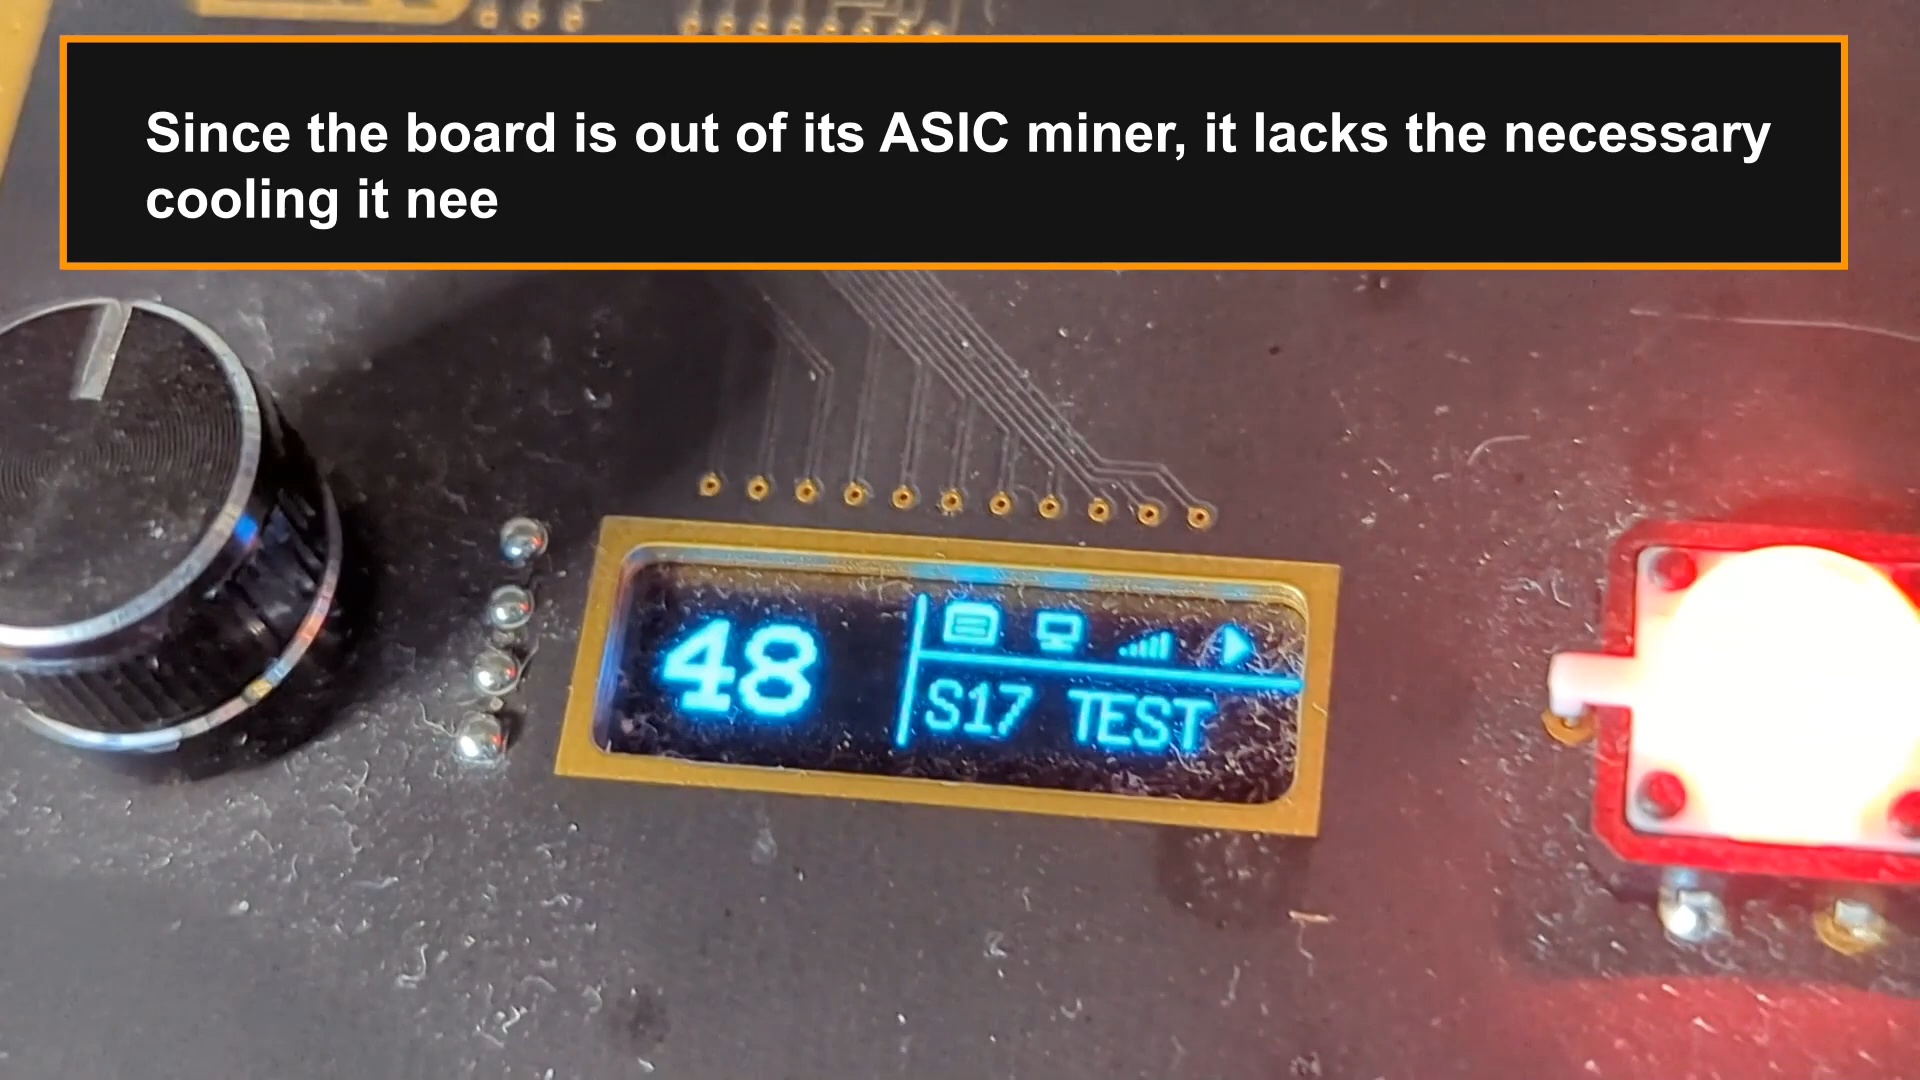 Since the board is out of its ASIC miner, it lacks the necessary
cooling it nee
48
S17 TEST